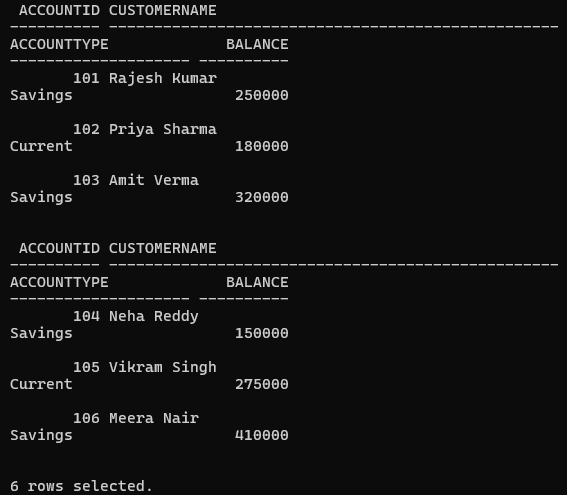 ACCOUNTID CUSTOMERNAME
---------- --------------------------------------------------
ACCOUNTTYPE             BALANCE
-------------------- ----------
       101 Rajesh Kumar
Savings                  250000

       102 Priya Sharma
Current                  180000

       103 Amit Verma
Savings                  320000


 ACCOUNTID CUSTOMERNAME
---------- --------------------------------------------------
ACCOUNTTYPE             BALANCE
-------------------- ----------
       104 Neha Reddy
Savings                  150000

       105 Vikram Singh
Current                  275000

       106 Meera Nair
Savings                  410000


6 rows selected.